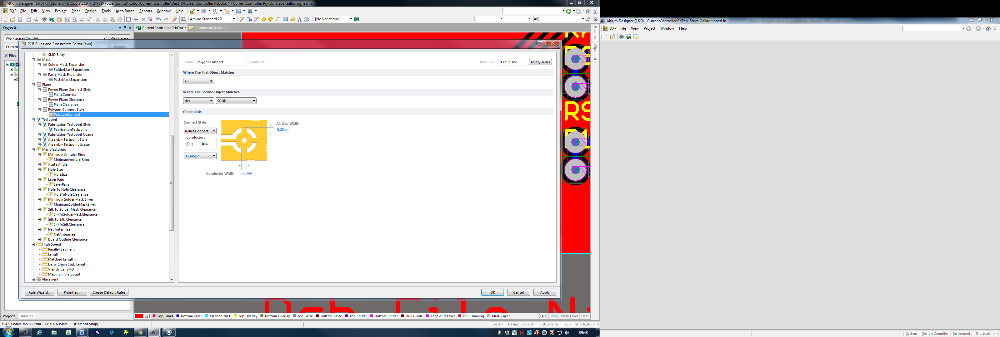 Altium Designer (16.0) - I:\Bachelor\SI\Cours\216_Pr2\PCB\PowerControl\Robot\Current Controller\Ver3_0\CurrentController.PcbDoc * - CurrentController.PrjPcb. Steve Gallay signed in.
DXP File Edit View Project Place Design Tools Auto Route Reports Window Help
Altium Standard 2D [No Variations] (All)
Projects
CurrentController.PcbDoc * Connector.SchDoc
Workspace1.DsnWrk Workspace
Current
Files
PCB Rules and Constraints Editor [mm]
SMD Entry
Mask
Solder Mask Expansion
SolderMaskExpansion
Paste Mask Expansion
PasteMaskExpansion
Plane
Power Plane Connect Style
PlaneConnect
Power Plane Clearance
PlaneClearance
Polygon Connect Style
PolygonConnect
Testpoint
Fabrication Testpoint Style
FabricationTestpoint
Fabrication Testpoint Usage
Assembly Testpoint Style
Assembly Testpoint Usage
Manufacturing
Minimum Annular Ring
MinimumAnnularRing
Acute Angle
Hole Size
HoleSize
Layer Pairs
LayerPairs
Hole To Hole Clearance
HoleToHoleClearance
Minimum Solder Mask Sliver
MinimumSolderMaskSliver
Silk To Solder Mask Clearance
SilkToSolderMaskClearance
Silk To Silk Clearance
SilkToSilkClearance
Net Antennae
NetAntennae
Board Outline Clearance
High Speed
Parallel Segment
Length
Matched Lengths
Daisy Chain Stub Length
Vias Under SMD
Maximum Via Count
Placement
Name PolygonConnect Comment Unique ID TEXOOUWL Test Queries
Where The First Object Matches
All
Where The Second Object Matches
Net SGND
Constraints
Connect Style
Relief Connect
Conductors
2 4
90 Angle
Air Gap Width
0.25mm
Conductor Width 0.25mm
Rule Wizard... Priorities... Create Default Rules OK Cancel Apply
Favorites
Clipboard
RS
Projects Libraries
LS Top Layer Bottom Layer Mechanical 1 Top Overlay Bottom Overlay Top Paste Bottom Paste Top Solder Bottom Solder Drill Guide Keep-Out Layer Drill Drawing Multi-Layer Snap Mask Level Clear
X:-13.335mm Y:22.225mm Grid: 0.635mm (Hotspot Snap)
System Design Compiler Instruments PCB Shortcuts >>
09:48
Altium Designer (16.0) - CurrentController.PrjPcb. Steve Gallay signed in.
DXP File View Project Window Help
System Design Compiler Instruments Shortcuts >>